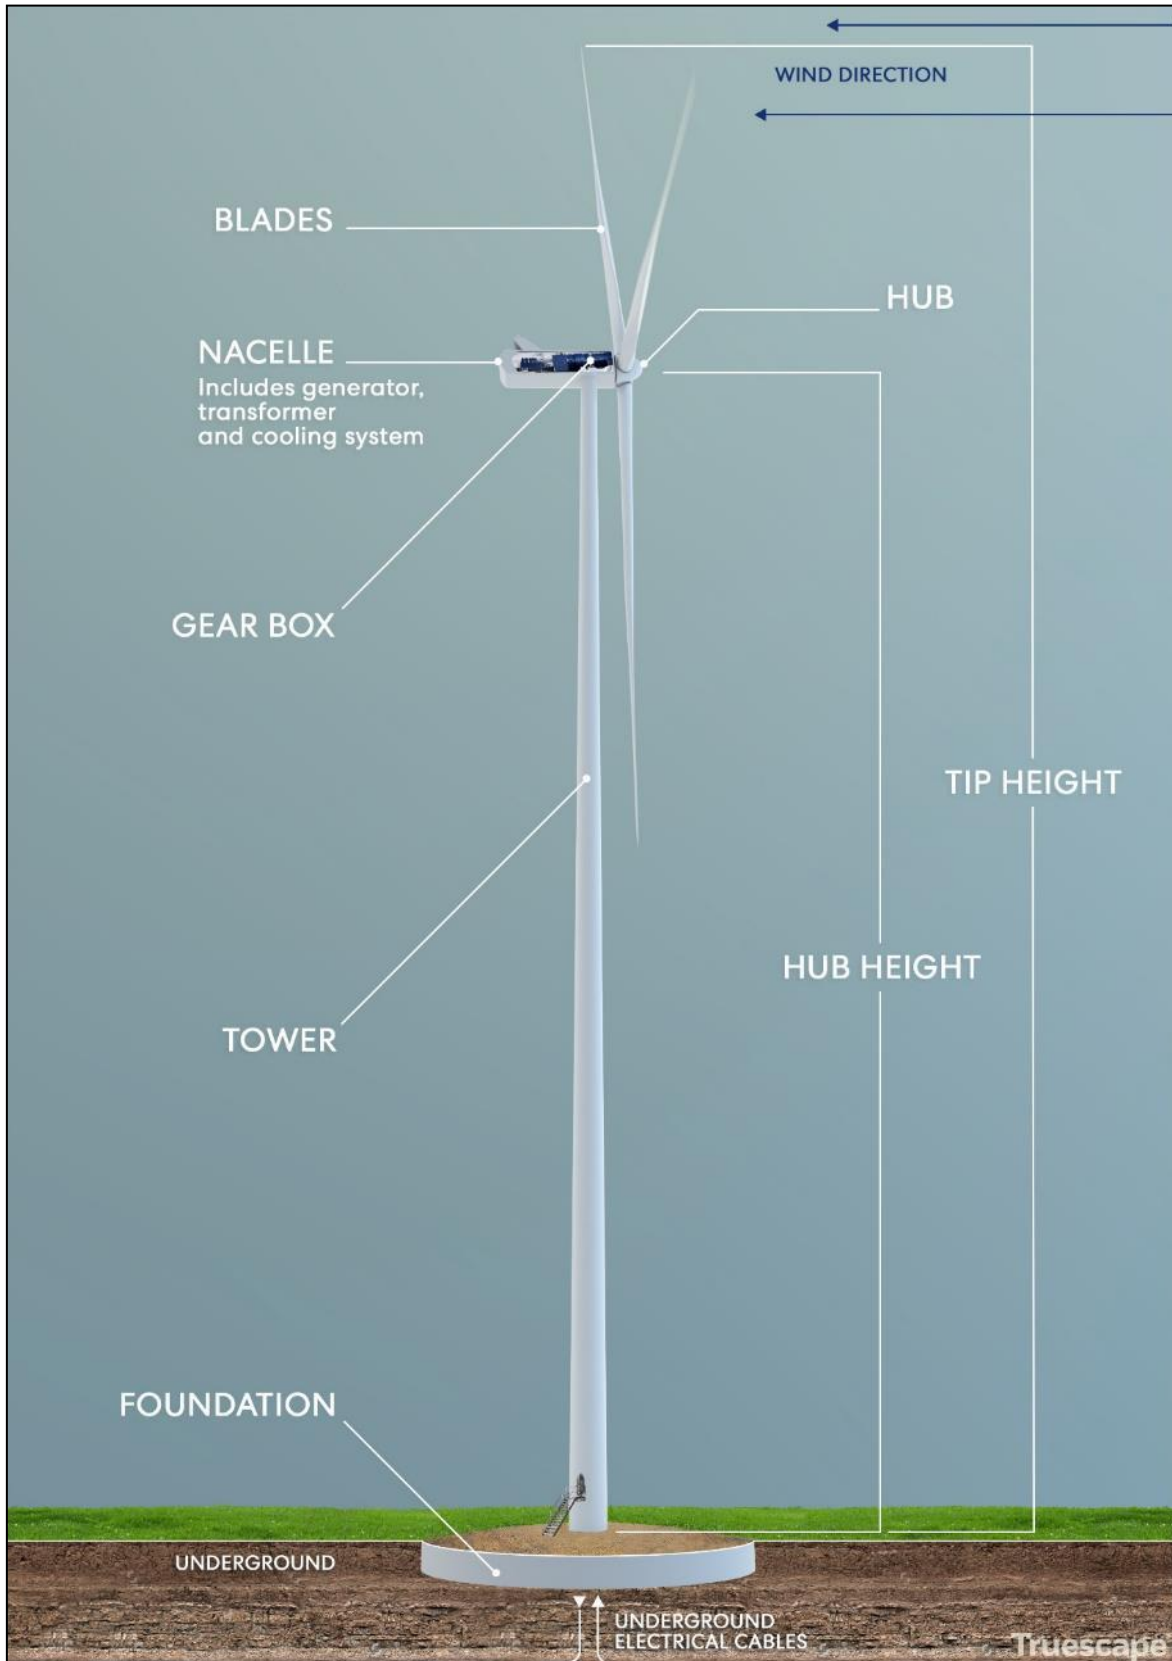 WIND DIRECTION
BLADES
HUB
NACELLE
Includes generator,
transformer
and cooling system
GEAR BOX
TIP HEIGHT
HUB HEIGHT
TOWER
FOUNDATION
UNDERGROUND
UNDERGROUND
ELECTRICAL CABLES
Truescape